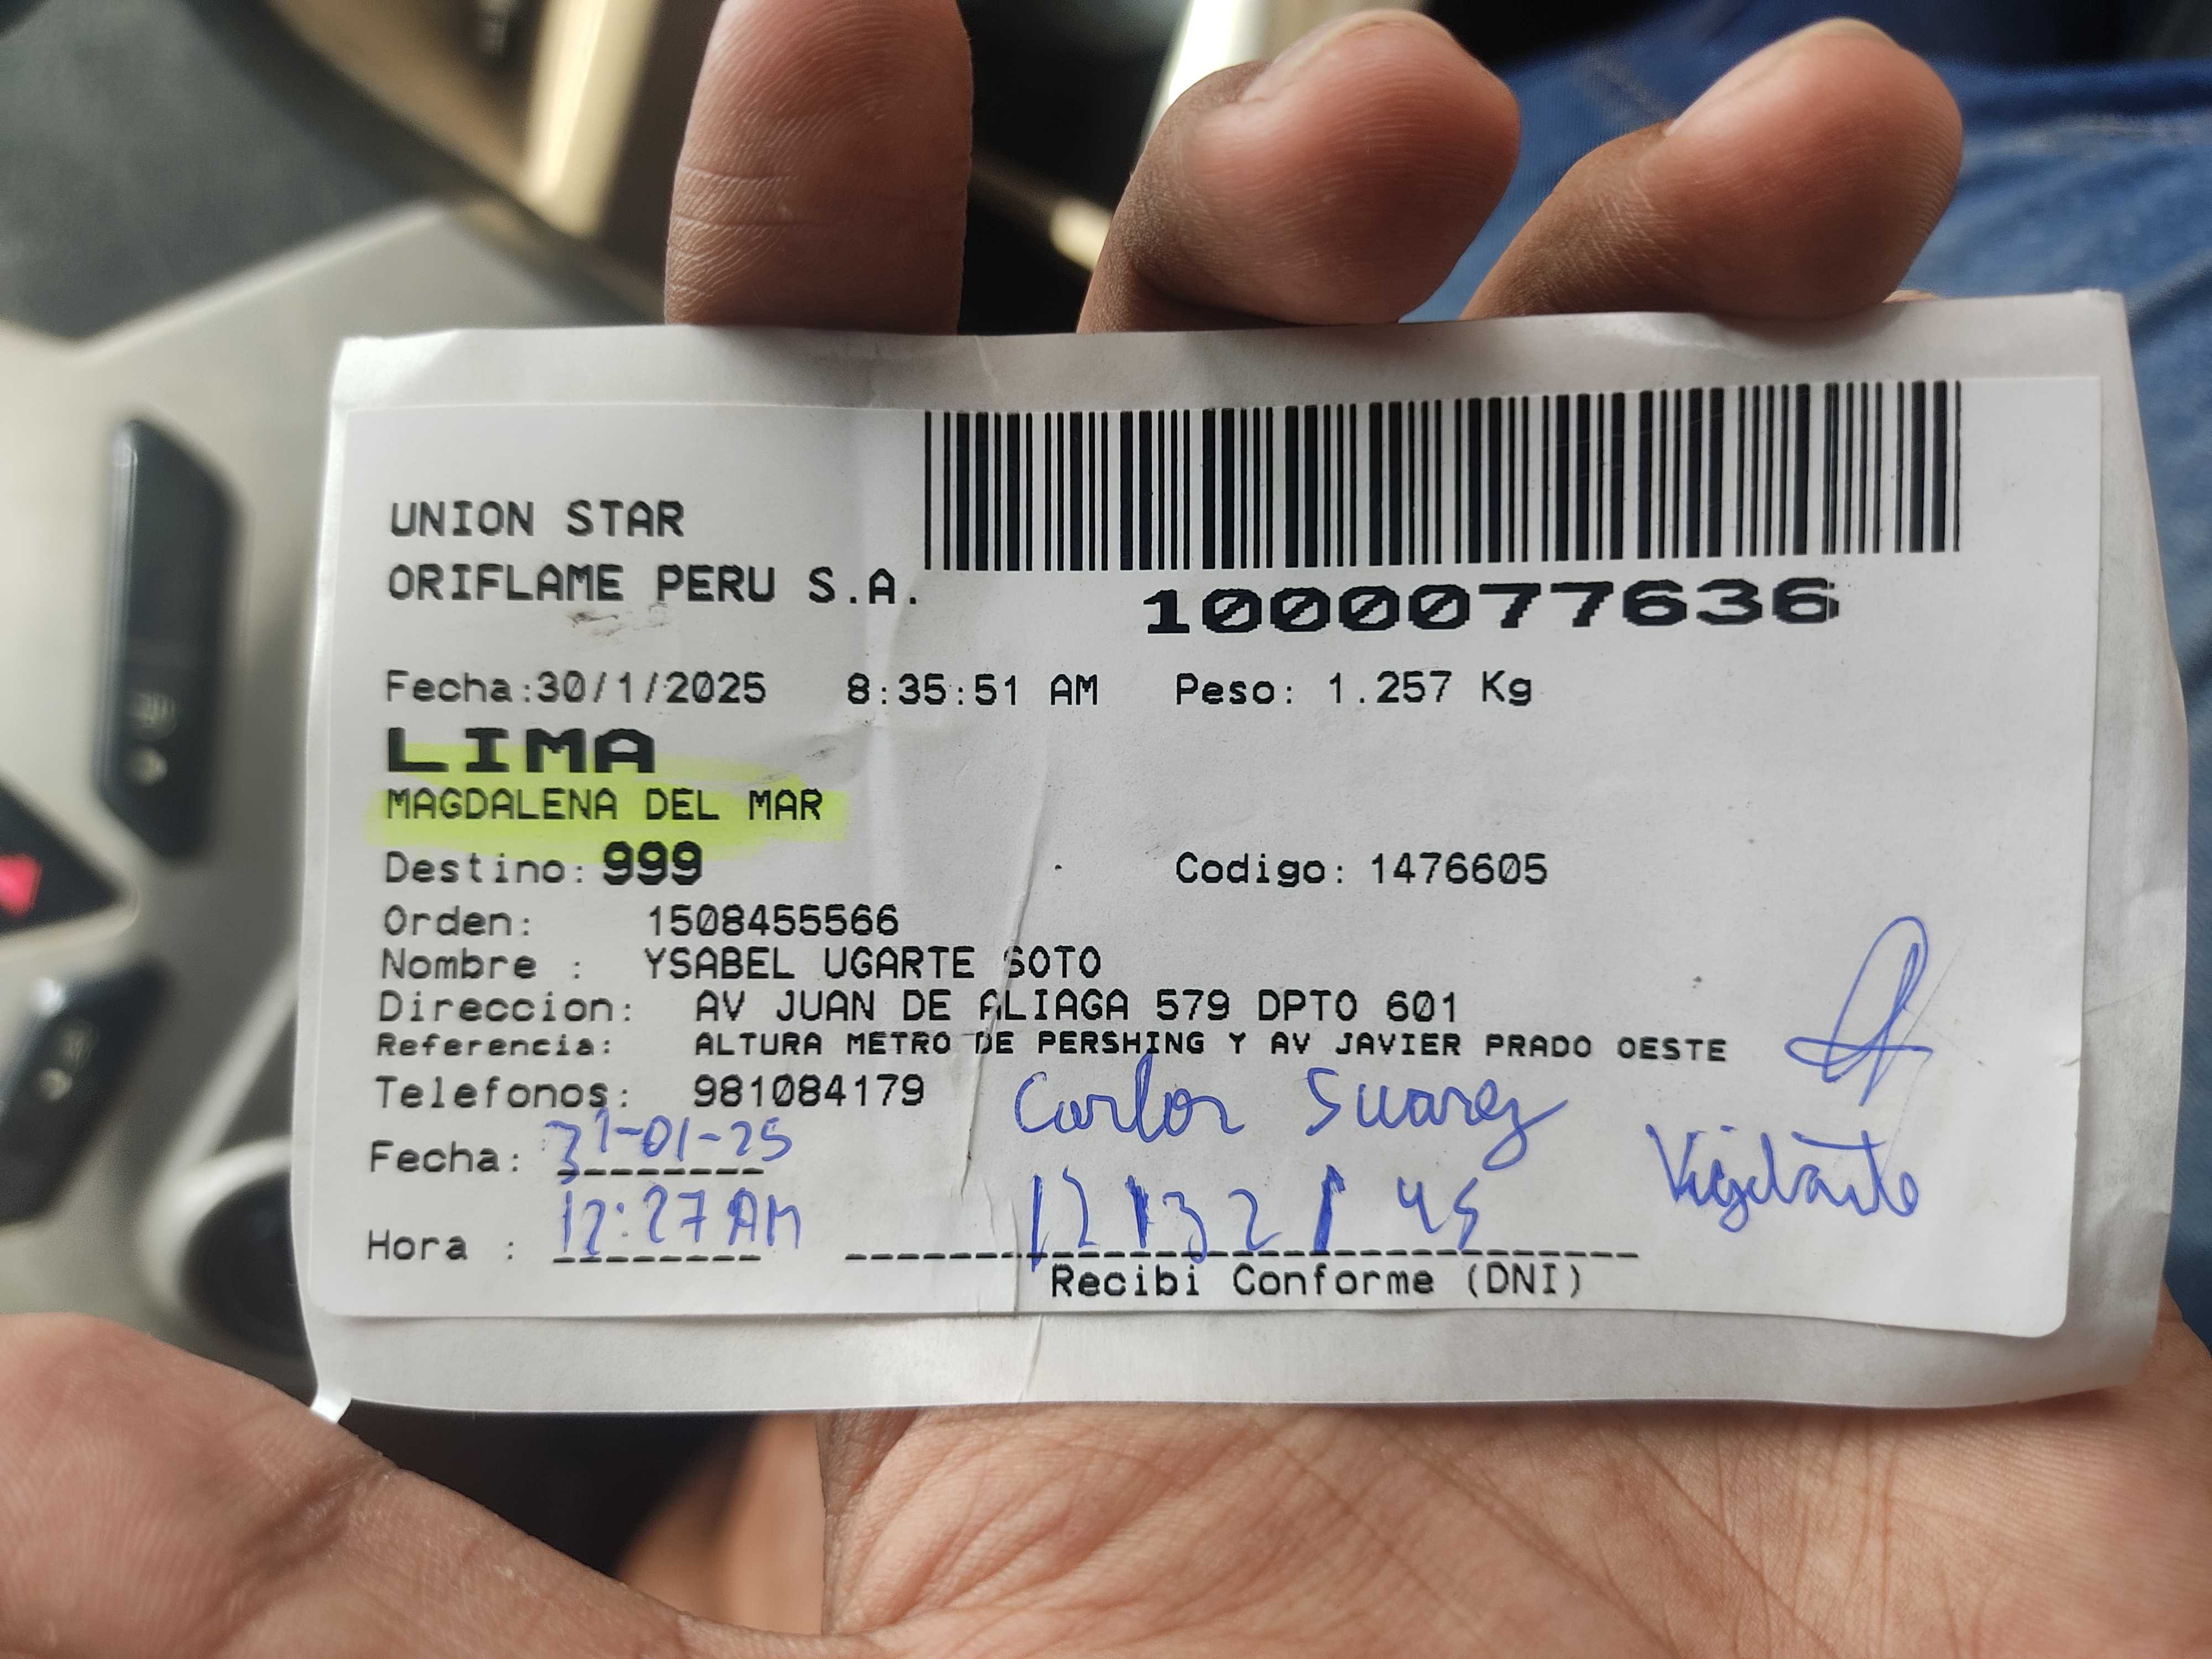 UNION STAR
ORIFLAME PERU S.A.
1000077636
Fecha:30/1/2025 8:35:51 AM Peso: 1.257 Kg
LIMA
MAGDALENA DEL MAR
Destino: 999 Codigo: 1476605
Orden: 1508455566
Nombre : YSABEL UGARTE SOTO
Direccion: AV JUAN DE ALIAGA 579 DPTO 601
Referencia: ALTURA METRO DE PERSHING Y AV JAVIER PRADO OESTE
Telefonos: 981084179 Carlos Suarez
Fecha: 31-01-25 Vigilante
Hora : 12:27 AM
Recibi Conforme (DNI)